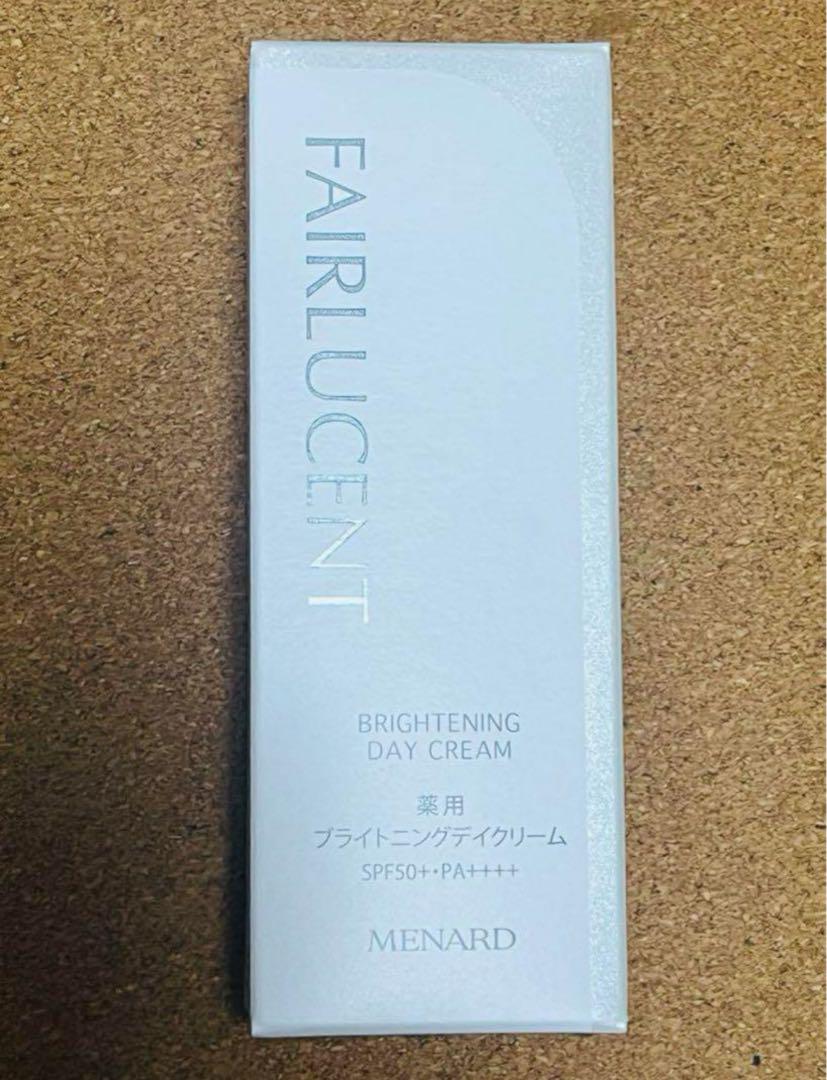 FAIRLUCENT
BRIGHTENING
DAY CREAM
薬用
ブライトニングデイクリーム
SPF50+・PA++++
MENARD